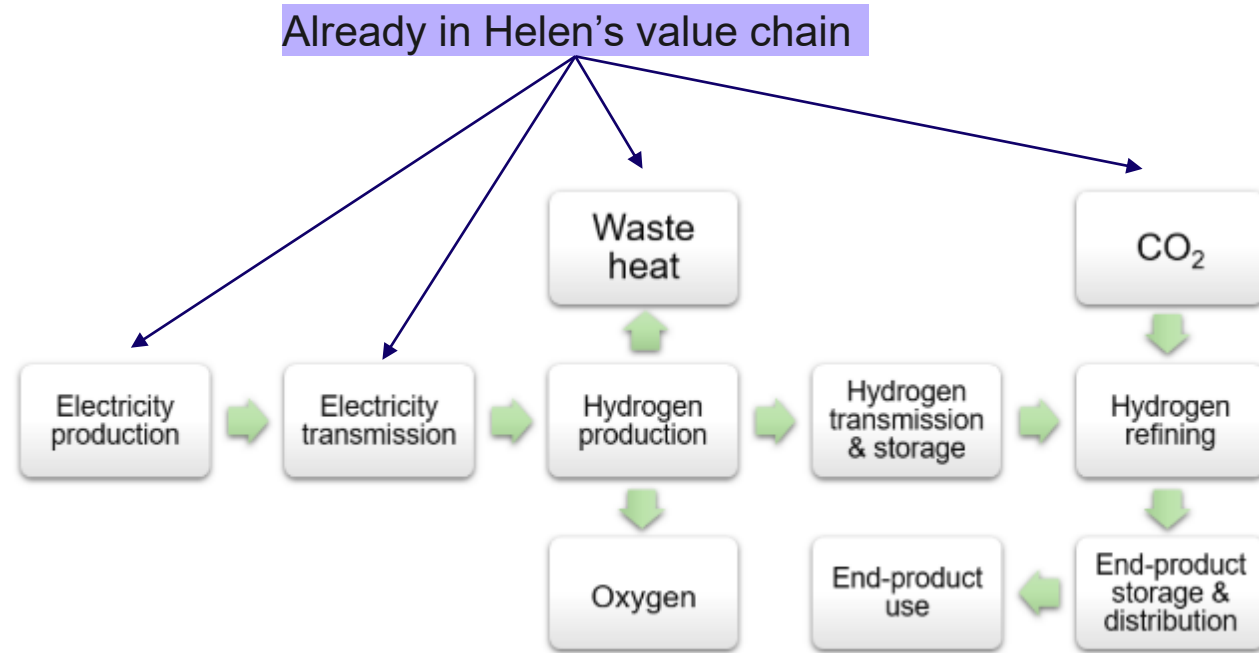 Already in Helen’s value chain
Waste
heat
CO₂
Electricity
production
Electricity
transmission
Hydrogen
production
Hydrogen
transmission
& storage
Hydrogen
refining
Oxygen
End-product
use
End-product
storage &
distribution